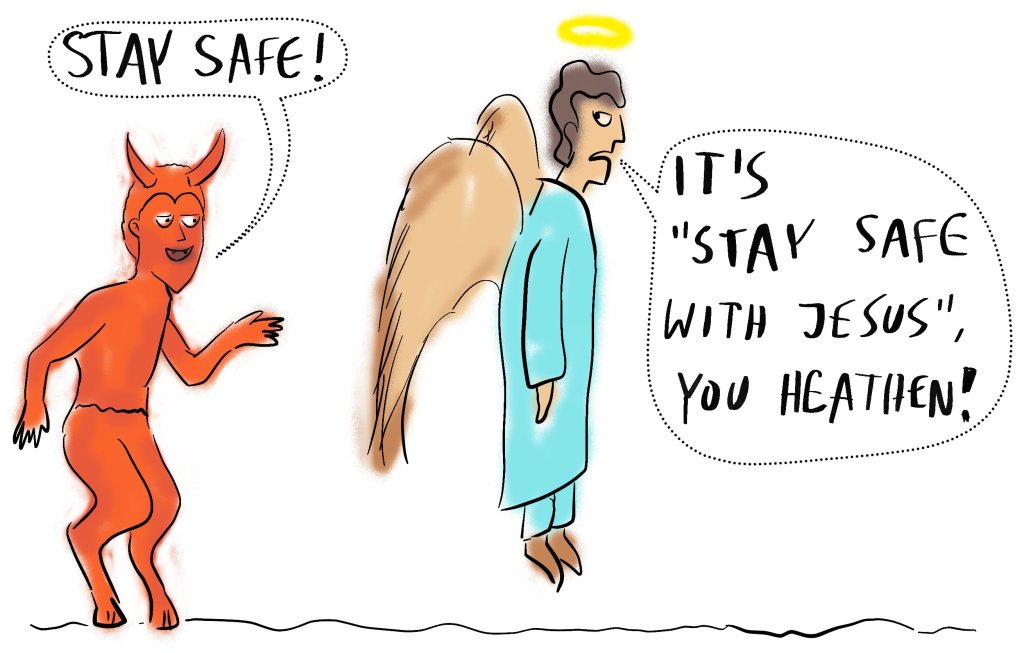 STAY SAFE!
IT'S
"STAY SAFE
WITH JESUS",
YOU HEATHEN!